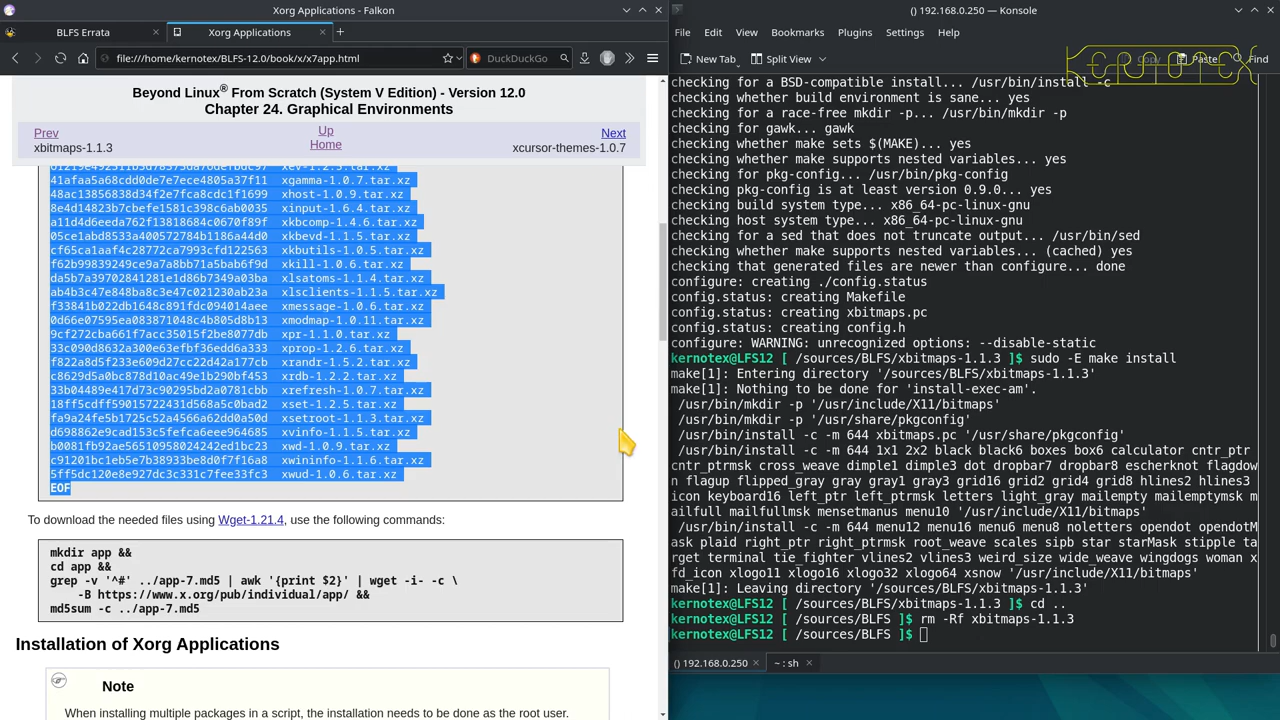 Xorg Applications - Falkon
BLFS Errata
Xorg Applications
file:///home/kernotex/BLFS-12.0/book/x/x7app.html
DuckDuckGo
Beyond Linux® From Scratch (System V Edition) - Version 12.0
Chapter 24. Graphical Environments
Prev
Up
Next
xbitmaps-1.1.3
Home
xcursor-themes-1.0.7
41afaa5a68cdd0de7e7ece4805a37f11 xgamma-1.0.7.tar.xz
48ac13856838d34f2e7fca8cdc1f1699 xhost-1.0.9.tar.xz
8e4d14823b7cbefe1581c398c6ab0035 xinput-1.6.4.tar.xz
a11d4d6eeda762f13818684c0670f89f xkbcomp-1.4.6.tar.xz
05ce1abd8533a400572784b1186a44d0 xkbevd-1.1.5.tar.xz
cf65ca1aaf4c28772ca7993cfd122563 xkbutils-1.0.5.tar.xz
f62b99839249ce9a7a8bb71a5bab6f9d xkill-1.0.6.tar.xz
da5b7a39702841281e1d86b7349a03ba xlsatoms-1.1.4.tar.xz
ab4b3c47e848ba8c3e47c021230ab23a xlsclients-1.1.5.tar.xz
f33841b022db1648c891fdc094014aee xmessage-1.0.6.tar.xz
0d66e07595ea083871048c4b805d8b13 xmodmap-1.0.11.tar.xz
9cf272cba661f7acc35015f2be8077db xpr-1.1.0.tar.xz
33c090d8632a300e63efbf36edd6a333 xprop-1.2.6.tar.xz
f822a8d5f233e609d27cc22d42a177cb xrandr-1.5.2.tar.xz
c8629d5a0bc878d10ac49e1b290bf453 xrdb-1.2.2.tar.xz
33b04489e417d73c90295bd2a0781cbb xrefresh-1.0.7.tar.xz
18ff5cdff59015722431d568a5c0bad2 xset-1.2.5.tar.xz
fa9a24fe5b1725c52a4566a62dd0a50d xsetroot-1.1.3.tar.xz
d698862e9cad153c5fefca6eee964685 xvinfo-1.1.5.tar.xz
b0081fb92ae56510958024242ed1bc23 xwd-1.0.9.tar.xz
c91201bc1eb5e7b38933be8d0f7f16a8 xwininfo-1.1.6.tar.xz
5ff5dc120e8e927dc3c331c7fee33fc3 xwud-1.0.6.tar.xz
EOF
To download the needed files using Wget-1.21.4, use the following commands:
mkdir app &&
cd app &&
grep -v '^#' ../app-7.md5 | awk '{print $2}' | wget -i- -c \
-B https://www.x.org/pub/individual/app/ &&
md5sum -c ../app-7.md5
Installation of Xorg Applications
Note
When installing multiple packages in a script, the installation needs to be done as the root user.
() 192.168.0.250 — Konsole
File Edit View Bookmarks Plugins Settings Help
New Tab Split View Copy Paste Find
KERNOTEX
checking for a BSD-compatible install... /usr/bin/install -c
checking whether build environment is sane... yes
checking for a race-free mkdir -p... /usr/bin/mkdir -p
checking for gawk... gawk
checking whether make sets $(MAKE)... yes
checking whether make supports nested variables... yes
checking for pkg-config... /usr/bin/pkg-config
checking pkg-config is at least version 0.9.0... yes
checking build system type... x86_64-pc-linux-gnu
checking host system type... x86_64-pc-linux-gnu
checking for a sed that does not truncate output... /usr/bin/sed
checking whether make supports nested variables... (cached) yes
checking that generated files are newer than configure... done
configure: creating ./config.status
config.status: creating Makefile
config.status: creating xbitmaps.pc
config.status: creating config.h
configure: WARNING: unrecognized options: --disable-static
kernotex@LFS12 [ /sources/BLFS/xbitmaps-1.1.3 ]$ sudo -E make install
make[1]: Entering directory '/sources/BLFS/xbitmaps-1.1.3'
make[1]: Nothing to be done for 'install-exec-am'.
/usr/bin/mkdir -p '/usr/include/X11/bitmaps'
/usr/bin/mkdir -p '/usr/share/pkgconfig'
/usr/bin/install -c -m 644 xbitmaps.pc '/usr/share/pkgconfig'
/usr/bin/install -c -m 644 1x1 2x2 black black6 boxes box6 calculator cntr_ptr
cntr_ptrmsk cross_weave dimple1 dimple3 dot dropbar7 dropbar8 escherknot flagdow
n flagup flipped_gray gray gray1 gray3 grid16 grid2 grid4 grid8 hlines2 hlines3
icon keyboard16 left_ptr left_ptrmsk letters light_gray mailempty mailemptymsk m
ailfull mailfullmsk mensetmanus menu10 '/usr/include/X11/bitmaps'
/usr/bin/install -c -m 644 menu12 menu16 menu6 menu8 noletters opendot opendotM
ask plaid right_ptr right_ptrmsk root_weave scales sipb star starMask stipple ta
rget terminal tie_fighter vlines2 vlines3 weird_size wide_weave wingdogs woman x
fd_icon xlogo11 xlogo16 xlogo32 xlogo64 xsnow '/usr/include/X11/bitmaps'
make[1]: Leaving directory '/sources/BLFS/xbitmaps-1.1.3'
kernotex@LFS12 [ /sources/BLFS/xbitmaps-1.1.3 ]$ cd ..
kernotex@LFS12 [ /sources/BLFS ]$ rm -Rf xbitmaps-1.1.3
kernotex@LFS12 [ /sources/BLFS ]$
() 192.168.0.250
~ : sh